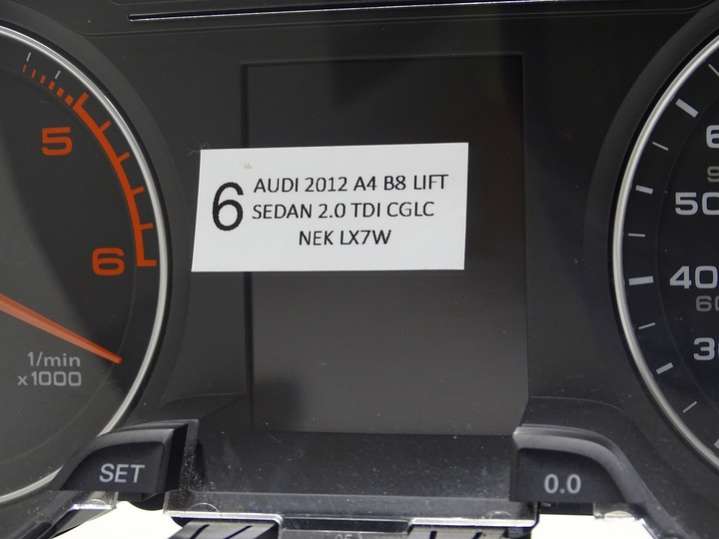 6
AUDI 2012 A4 B8 LIFT
SEDAN 2.0 TDI CGLC
NEK LX7W
5
6
1/min
x1000
SET
50
40
30
0.0